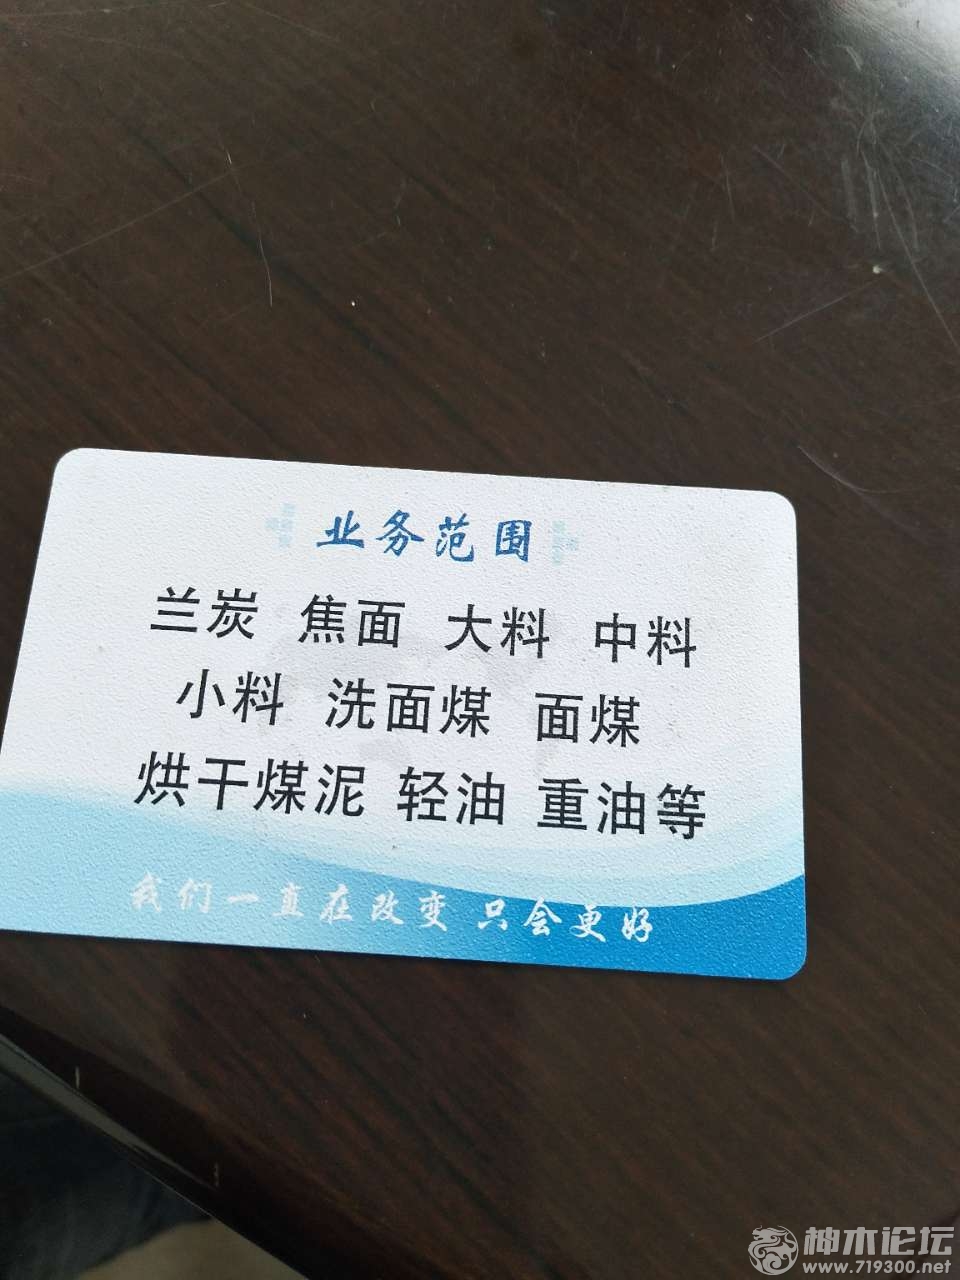 业务范围
兰炭 焦面 大料 中料
小料 洗面煤 面煤
烘干煤泥 轻油 重油等
我们一直在改变 只会更好
神木论坛
www.719300.net